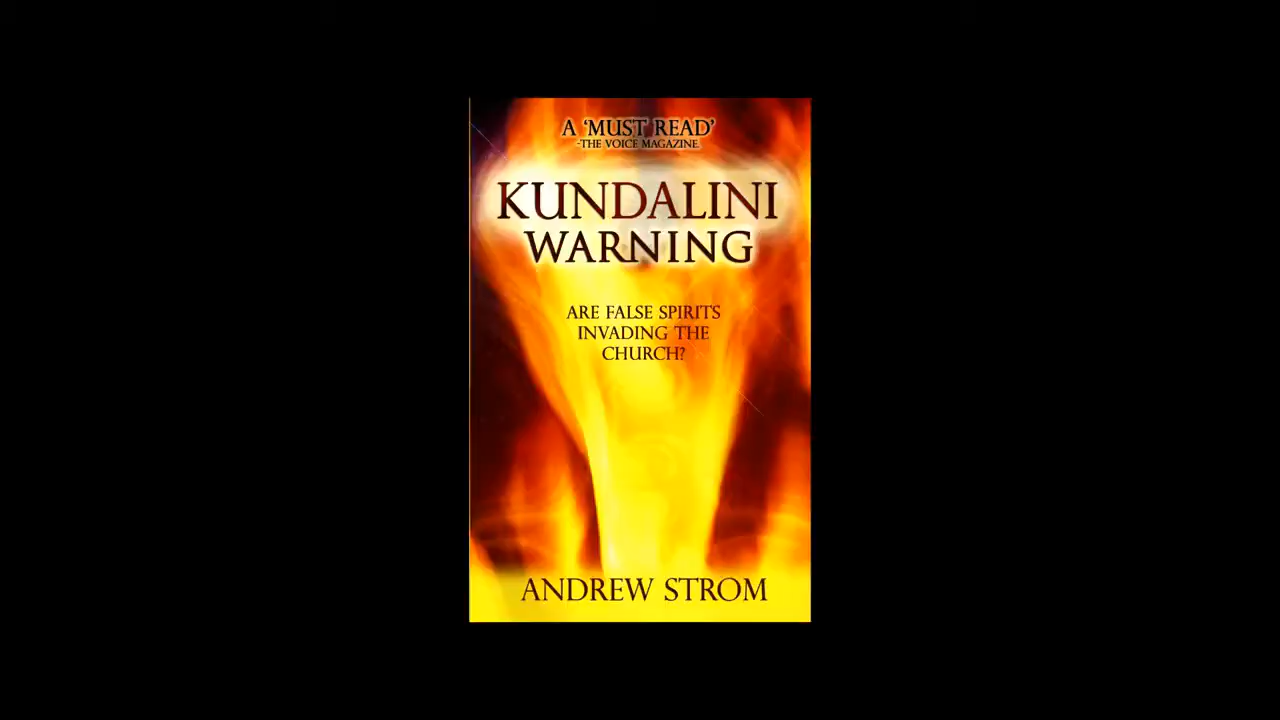 A 'MUST READ'
-THE VOICE MAGAZINE.
KUNDALINI
WARNING
ARE FALSE SPIRITS
INVADING THE
CHURCH?
ANDREW STROM